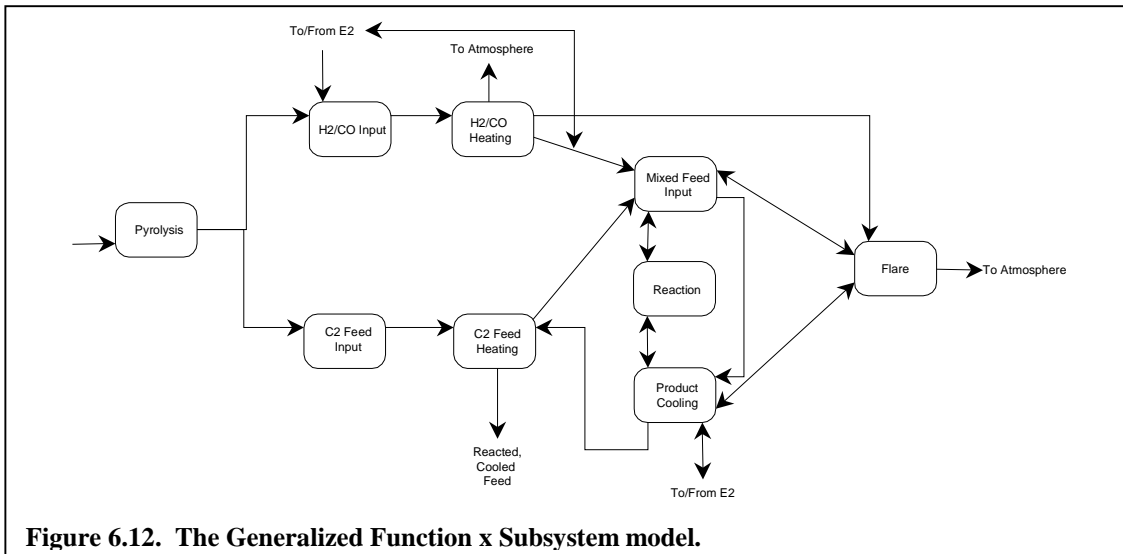 To/From E2
To Atmosphere
H2/CO Input
H2/CO
Heating
Mixed Feed
Input
Pyrolysis
Flare
To Atmosphere
Reaction
C2 Feed
Input
C2 Feed
Heating
Product
Cooling
Reacted,
Cooled
Feed
To/From E2
Figure 6.12. The Generalized Function x Subsystem model.